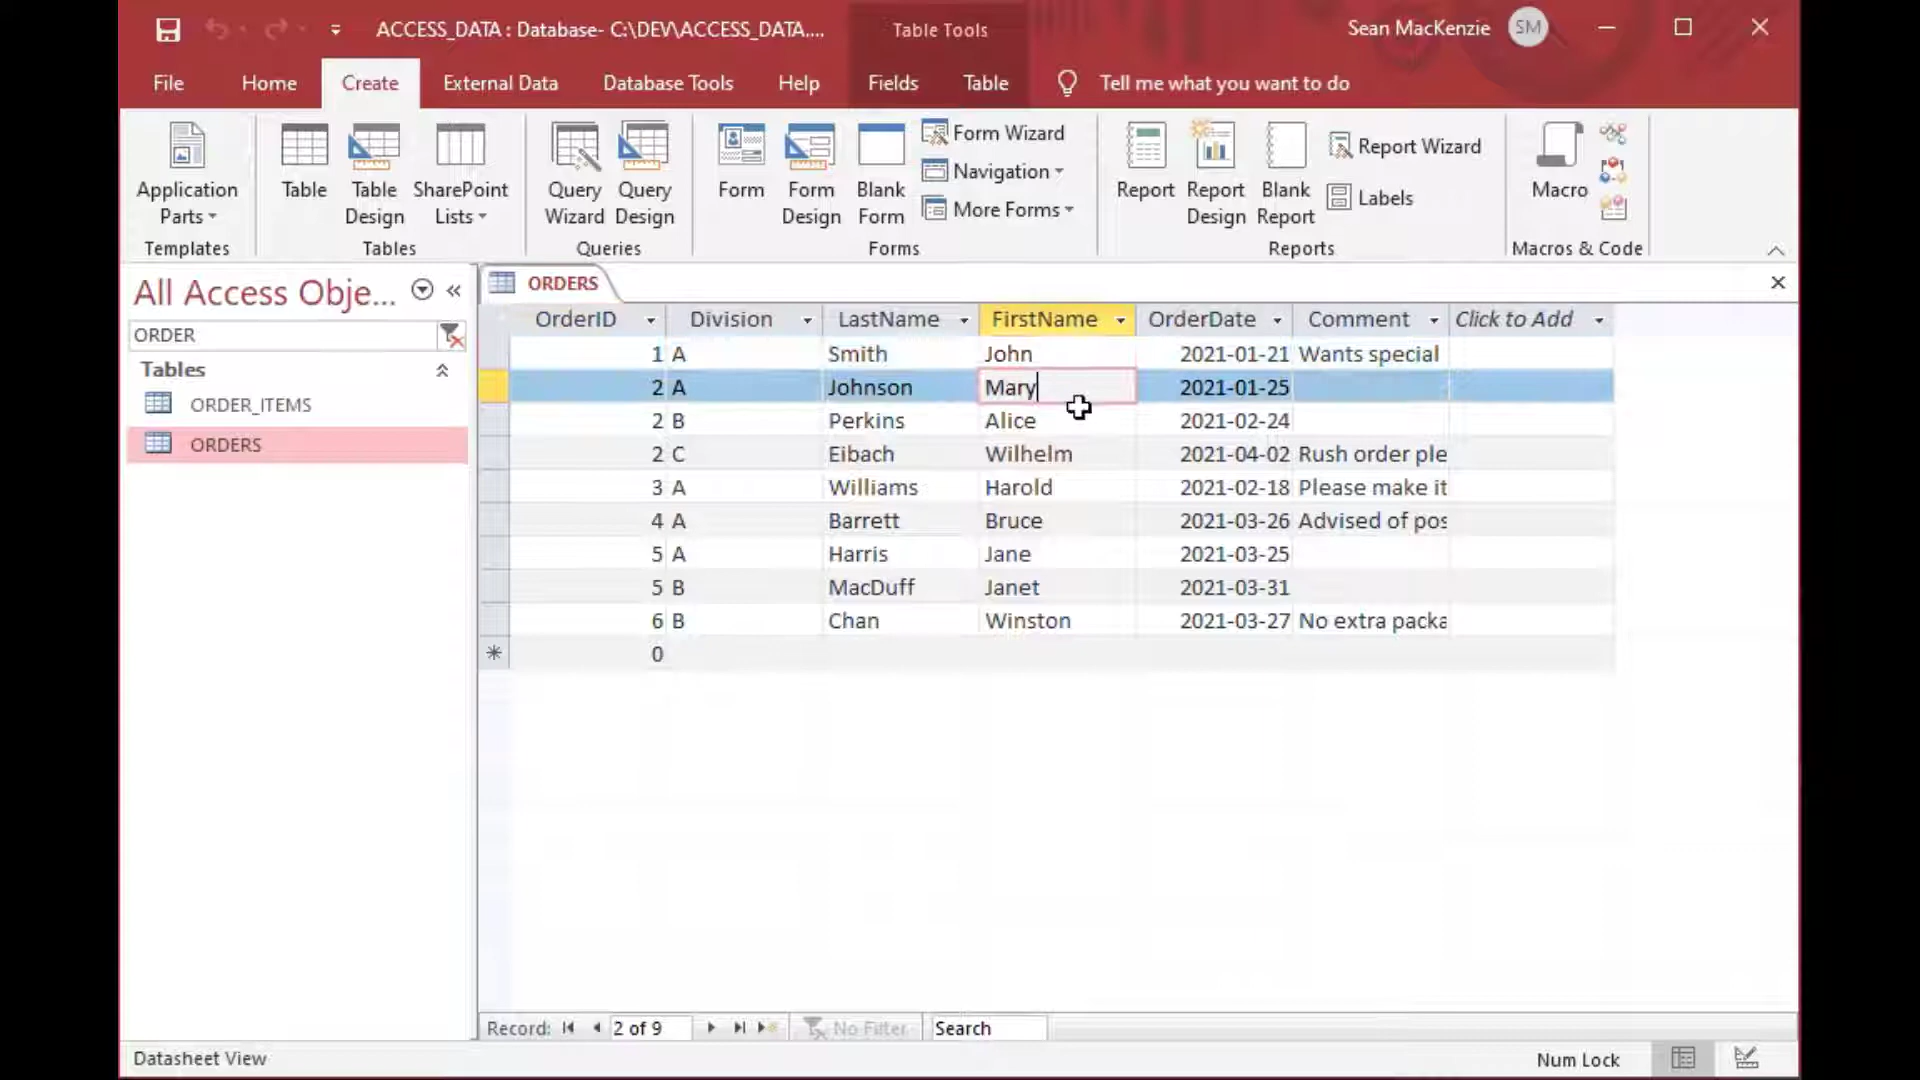 ACCESS_DATA : Database- C:\DEV\ACCESS_DATA....
Table Tools
Sean MacKenzie
SM
File
Home
Create
External Data
Database Tools
Help
Fields
Table
Tell me what you want to do
Application Parts
Table
Table Design
SharePoint Lists
Query Wizard
Query Design
Form
Form Design
Blank Form
Form Wizard
Navigation
More Forms
Report
Report Design
Blank Report
Report Wizard
Labels
Macro
Templates
Tables
Queries
Forms
Reports
Macros & Code
All Access Obje...
ORDER
Tables
ORDER_ITEMS
ORDERS
ORDERS
OrderID Division LastName FirstName OrderDate Comment Click to Add
1 A Smith John 2021-01-21 Wants special
2 A Johnson Mary 2021-01-25
2 B Perkins Alice 2021-02-24
2 C Eibach Wilhelm 2021-04-02 Rush order ple
3 A Williams Harold 2021-02-18 Please make it
4 A Barrett Bruce 2021-03-26 Advised of pos
5 A Harris Jane 2021-03-25
5 B MacDuff Janet 2021-03-31
6 B Chan Winston 2021-03-27 No extra packa
0
Record: 2 of 9 No Filter Search
Datasheet View
Num Lock